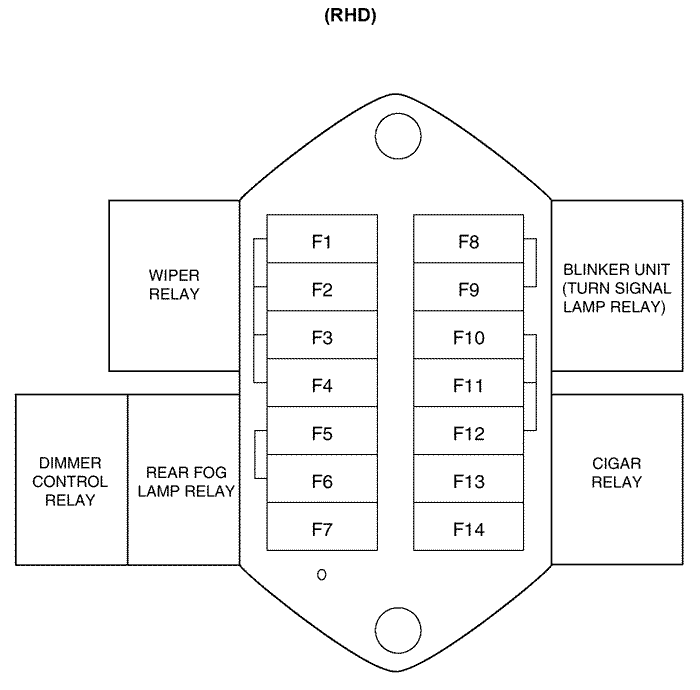 (RHD)
WIPER
RELAY
F1
F2
F3
F4
F5
F6
F7
F8
F9
F10
F11
F12
F13
F14
BLINKER UNIT
(TURN SIGNAL
LAMP RELAY)
DIMMER
CONTROL
RELAY
REAR FOG
LAMP RELAY
CIGAR
RELAY